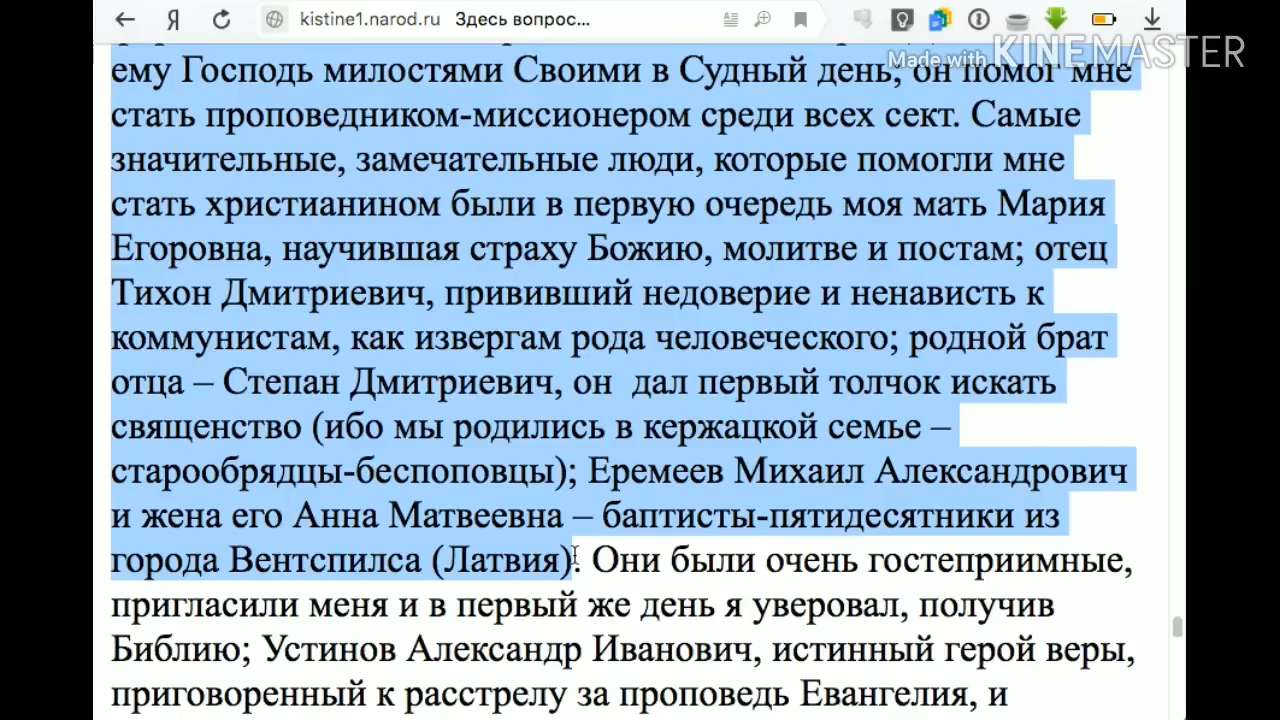 kistine1.narod.ru Здесь вопрос...
Made with KINEMASTER
ему Господь милостями Своими в Судный день, он помог мне
стать проповедником-миссионером среди всех сект. Самые
значительные, замечательные люди, которые помогли мне
стать христианином были в первую очередь моя мать Мария
Егоровна, научившая страху Божию, молитве и постам; отец
Тихон Дмитриевич, прививший недоверие и ненависть к
коммунистам, как извергам рода человеческого; родной брат
отца – Степан Дмитриевич, он дал первый толчок искать
священство (ибо мы родились в кержацкой семье –
старообрядцы-беспоповцы); Еремеев Михаил Александрович
и жена его Анна Матвеевна – баптисты-пятидесятники из
города Вентспилса (Латвия). Они были очень гостеприимные,
пригласили меня и в первый же день я уверовал, получив
Библию; Устинов Александр Иванович, истинный герой веры,
приговоренный к расстрелу за проповедь Евангелия, и